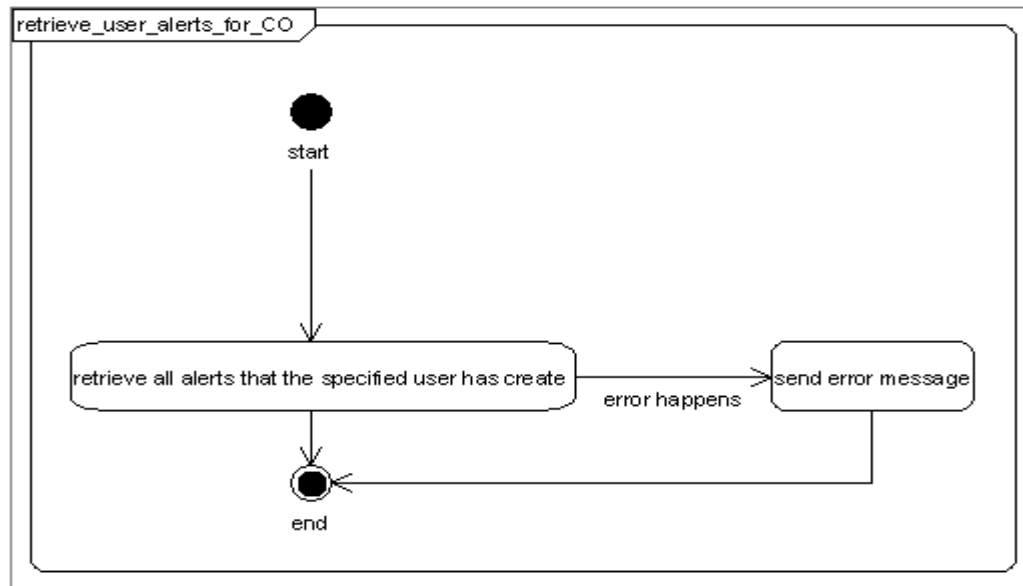 retrieve_user_alerts_for_CO
start
retrieve all alerts that the specified user has create
error happens
send error message
end